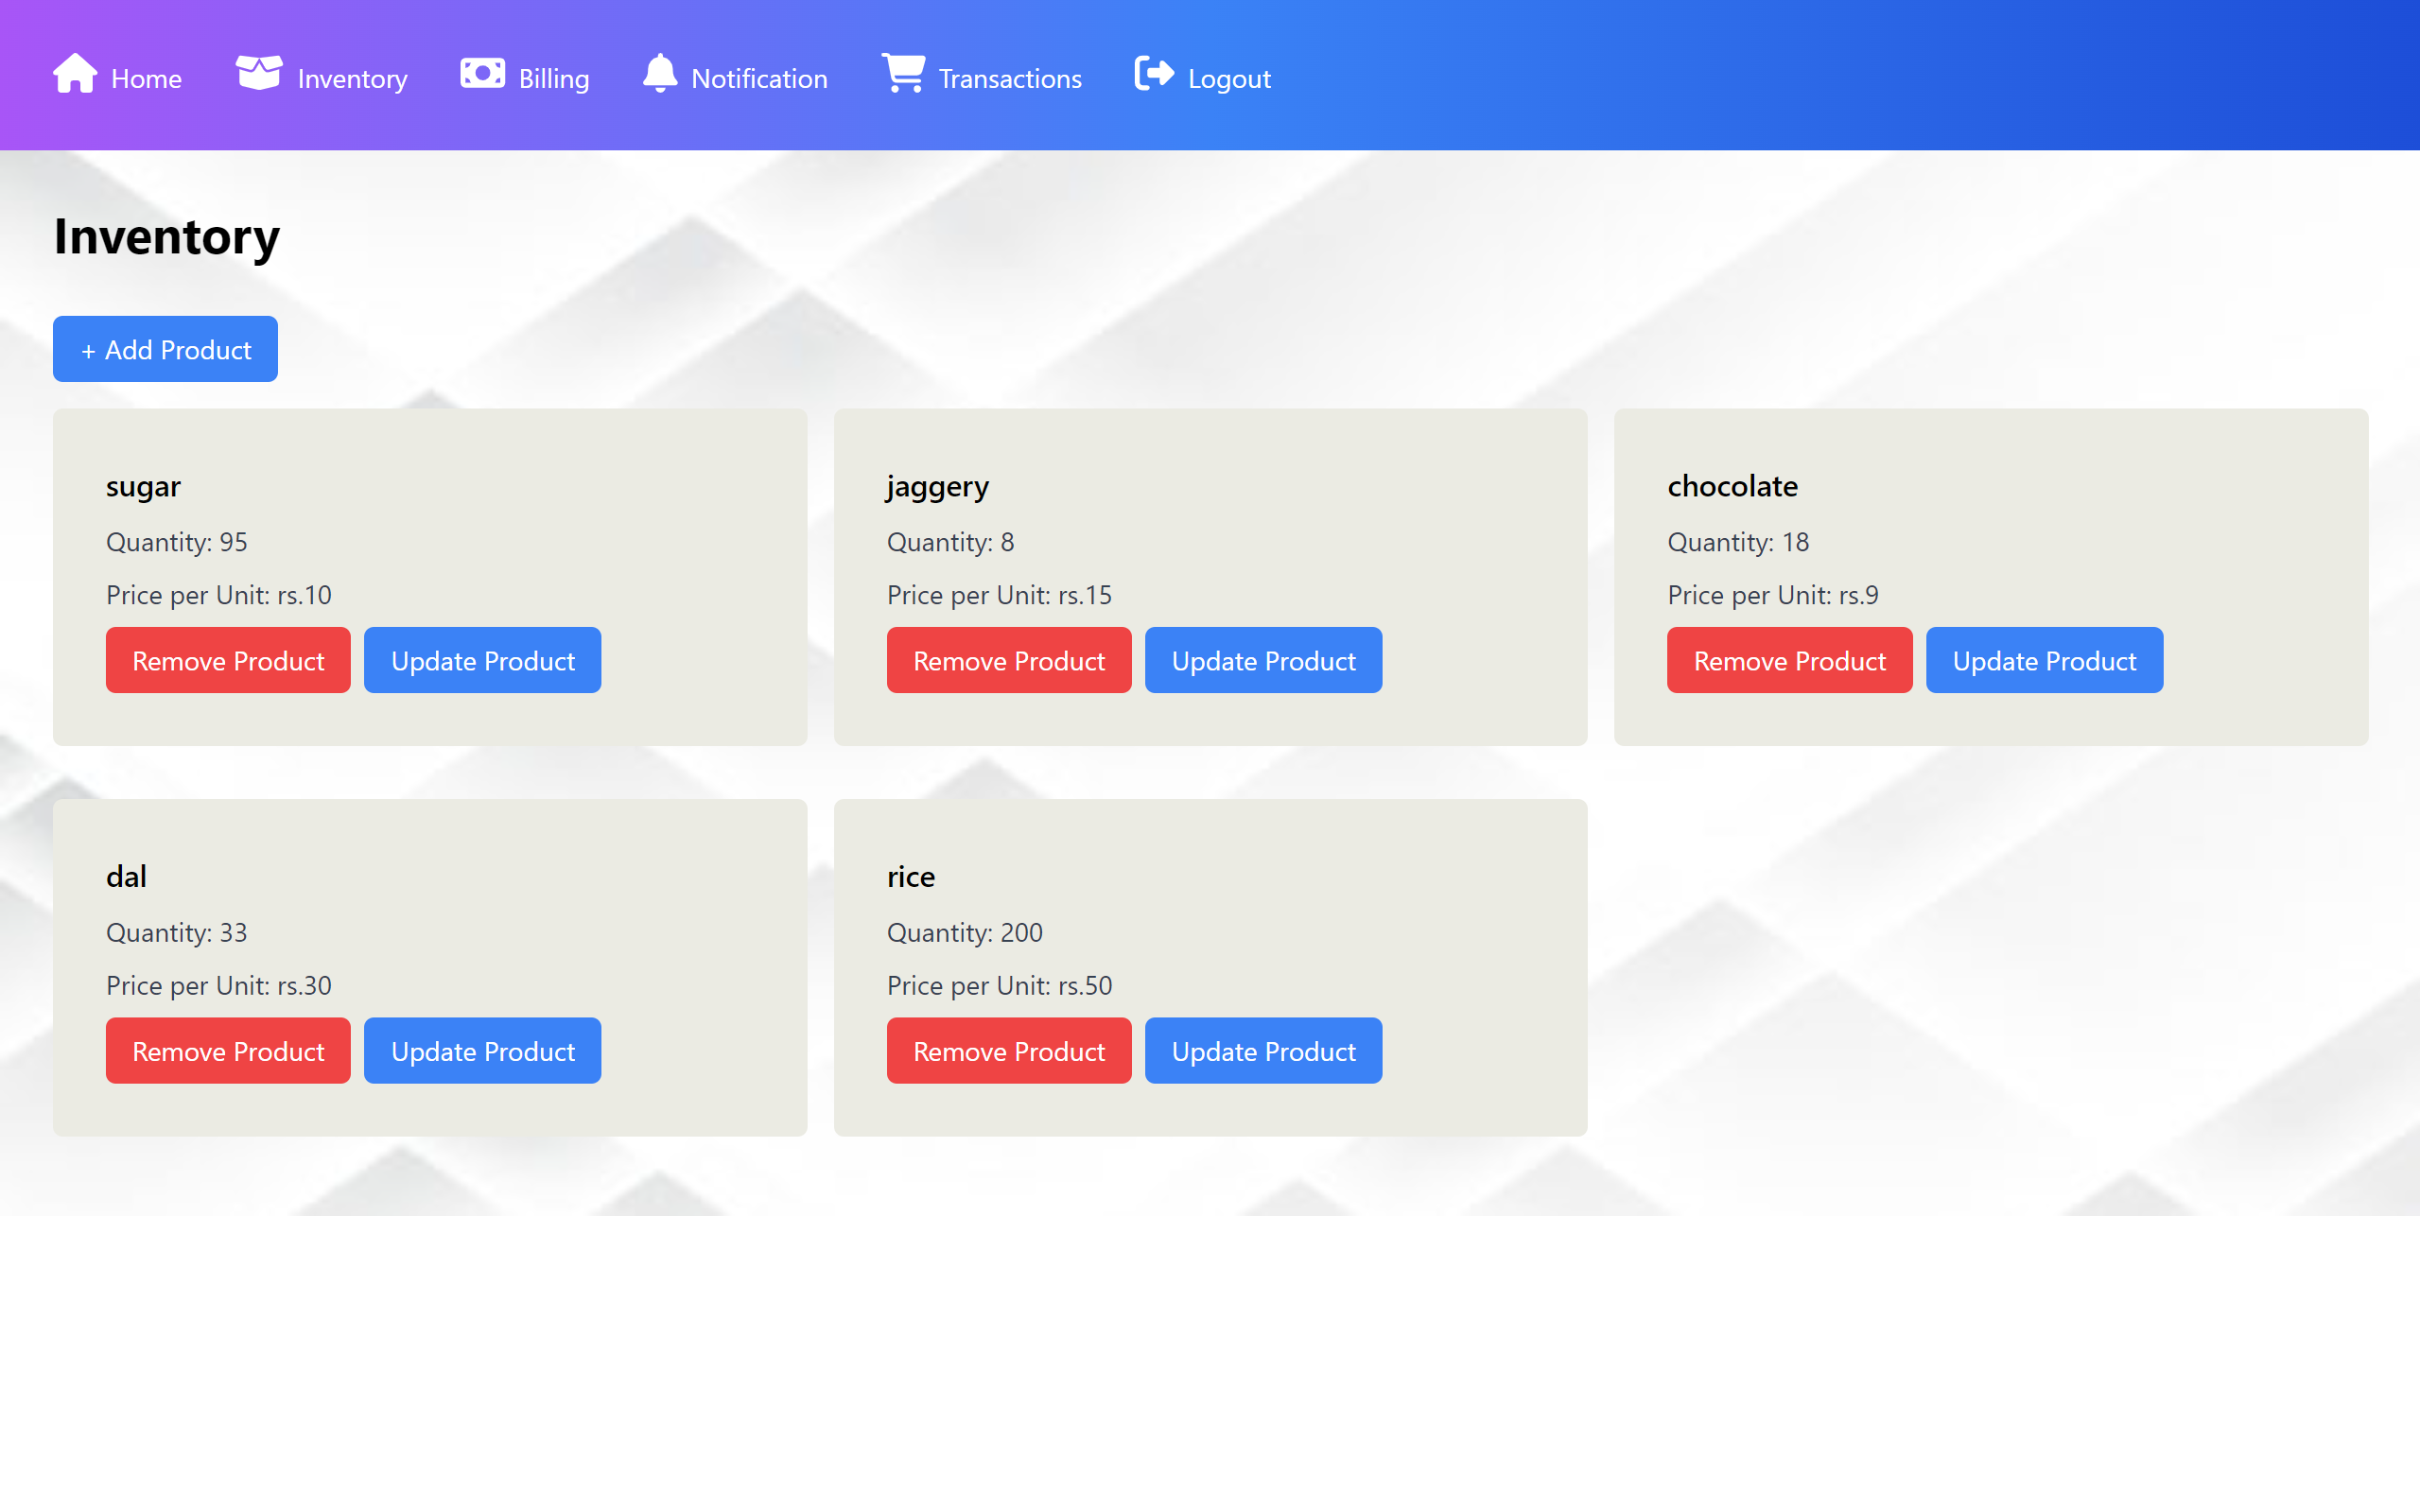 Home Inventory Billing Notification Transactions Logout
Inventory
+ Add Product
sugar
Quantity: 95
Price per Unit: rs.10
Remove Product Update Product
jaggery
Quantity: 8
Price per Unit: rs.15
Remove Product Update Product
chocolate
Quantity: 18
Price per Unit: rs.9
Remove Product Update Product
dal
Quantity: 33
Price per Unit: rs.30
Remove Product Update Product
rice
Quantity: 200
Price per Unit: rs.50
Remove Product Update Product